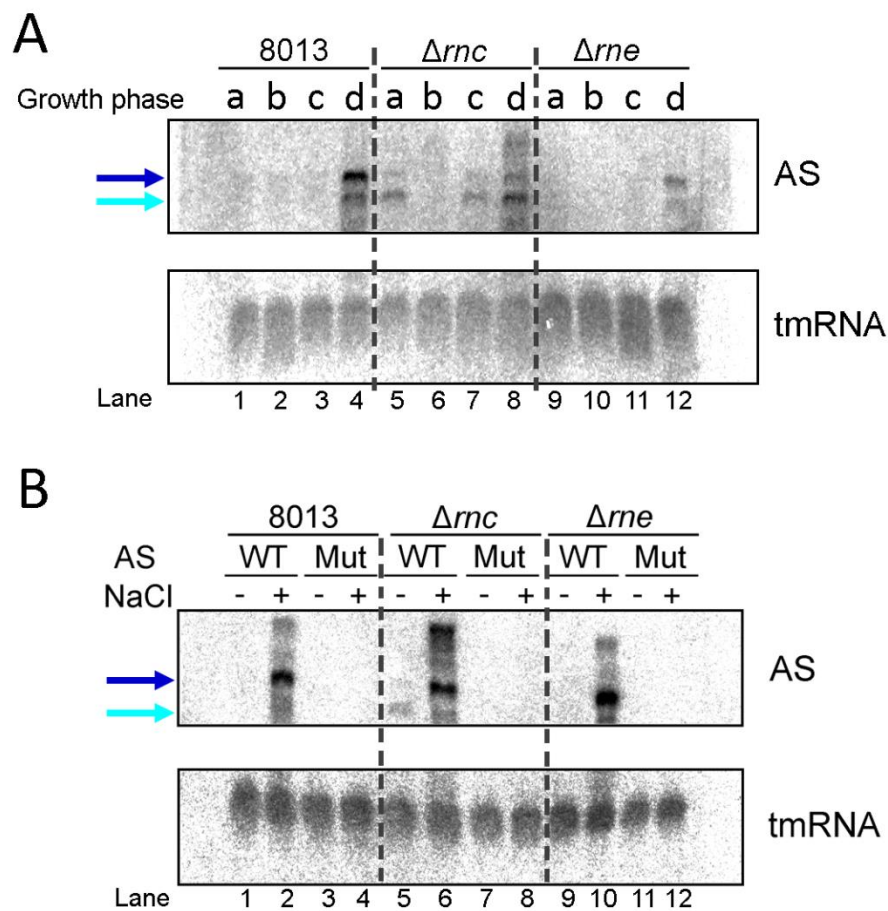 A
8013 Δrnc Δrne
Growth phase a b c d a b c d a b c d
AS
tmRNA
Lane 1 2 3 4 5 6 7 8 9 10 11 12
B
8013 Δrnc Δrne
AS WT Mut WT Mut WT Mut
NaCl - + - + - + - + - + - +
AS
tmRNA
Lane 1 2 3 4 5 6 7 8 9 10 11 12